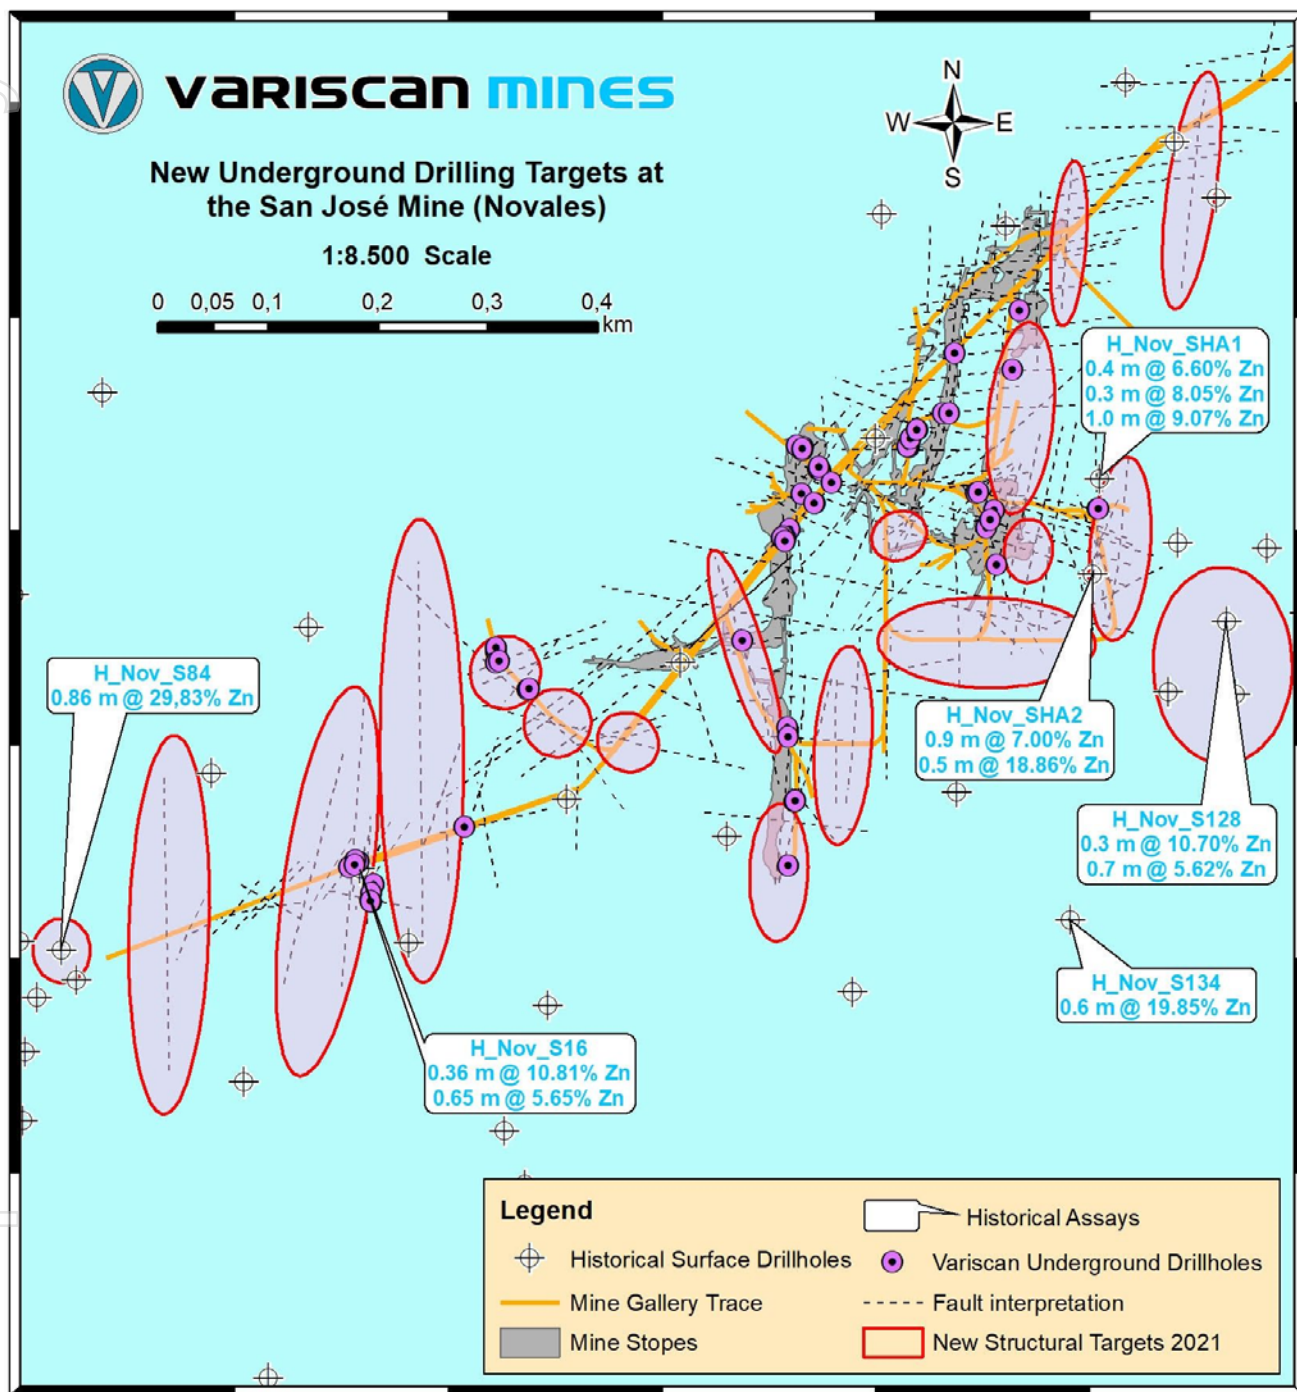 VARISCAN MINES
New Underground Drilling Targets at
the San José Mine (Novales)
1:8.500 Scale
0 0,05 0,1 0,2 0,3 0,4
km
N
W E
S
H_Nov_SHA1
0.4 m @ 6.60% Zn
0.3 m @ 8.05% Zn
1.0 m @ 9.07% Zn
H_Nov_S84
0.86 m @ 29,83% Zn
H_Nov_SHA2
0.9 m @ 7.00% Zn
0.5 m @ 18.86% Zn
H_Nov_S128
0.3 m @ 10.70% Zn
0.7 m @ 5.62% Zn
H_Nov_S134
0.6 m @ 19.85% Zn
H_Nov_S16
0.36 m @ 10.81% Zn
0.65 m @ 5.65% Zn
Legend
Historical Assays
Historical Surface Drillholes
Variscan Underground Drillholes
Mine Gallery Trace
Fault interpretation
Mine Stopes
New Structural Targets 2021